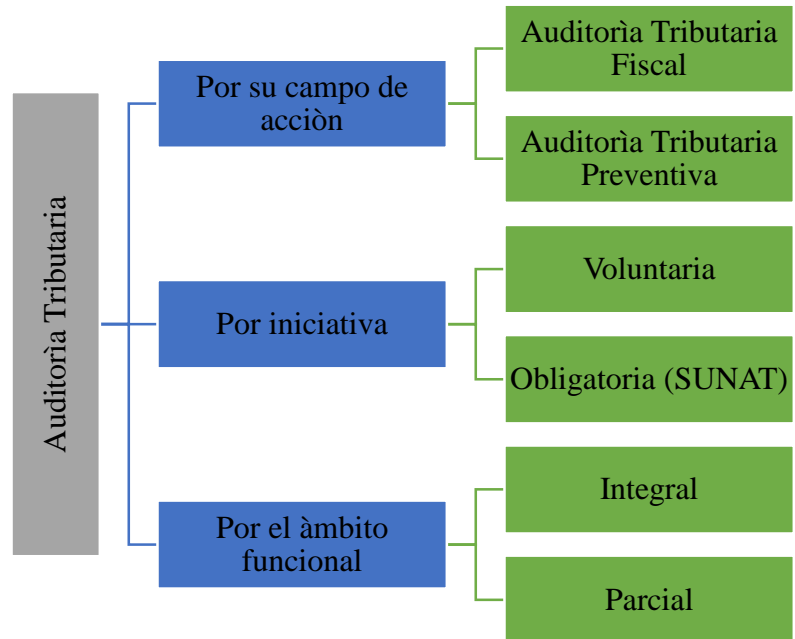 Auditorìa Tributaria
Por su campo de
acciòn
Auditorìa Tributaria
Fiscal
Auditorìa Tributaria
Preventiva
Por iniciativa
Voluntaria
Obligatoria (SUNAT)
Por el àmbito
funcional
Integral
Parcial